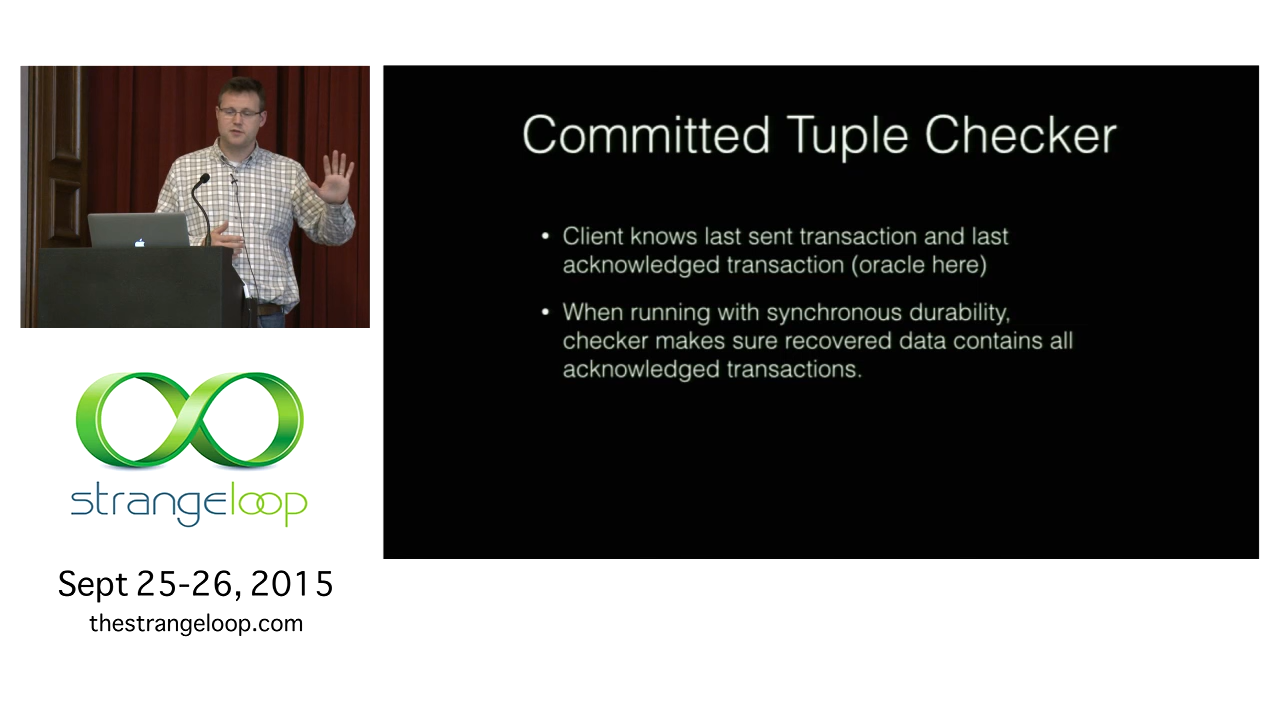 Committed Tuple Checker
• Client knows last sent transaction and last
acknowledged transaction (oracle here)
• When running with synchronous durability,
checker makes sure recovered data contains all
acknowledged transactions.
strangeloop
Sept 25-26, 2015
thestrangeloop.com